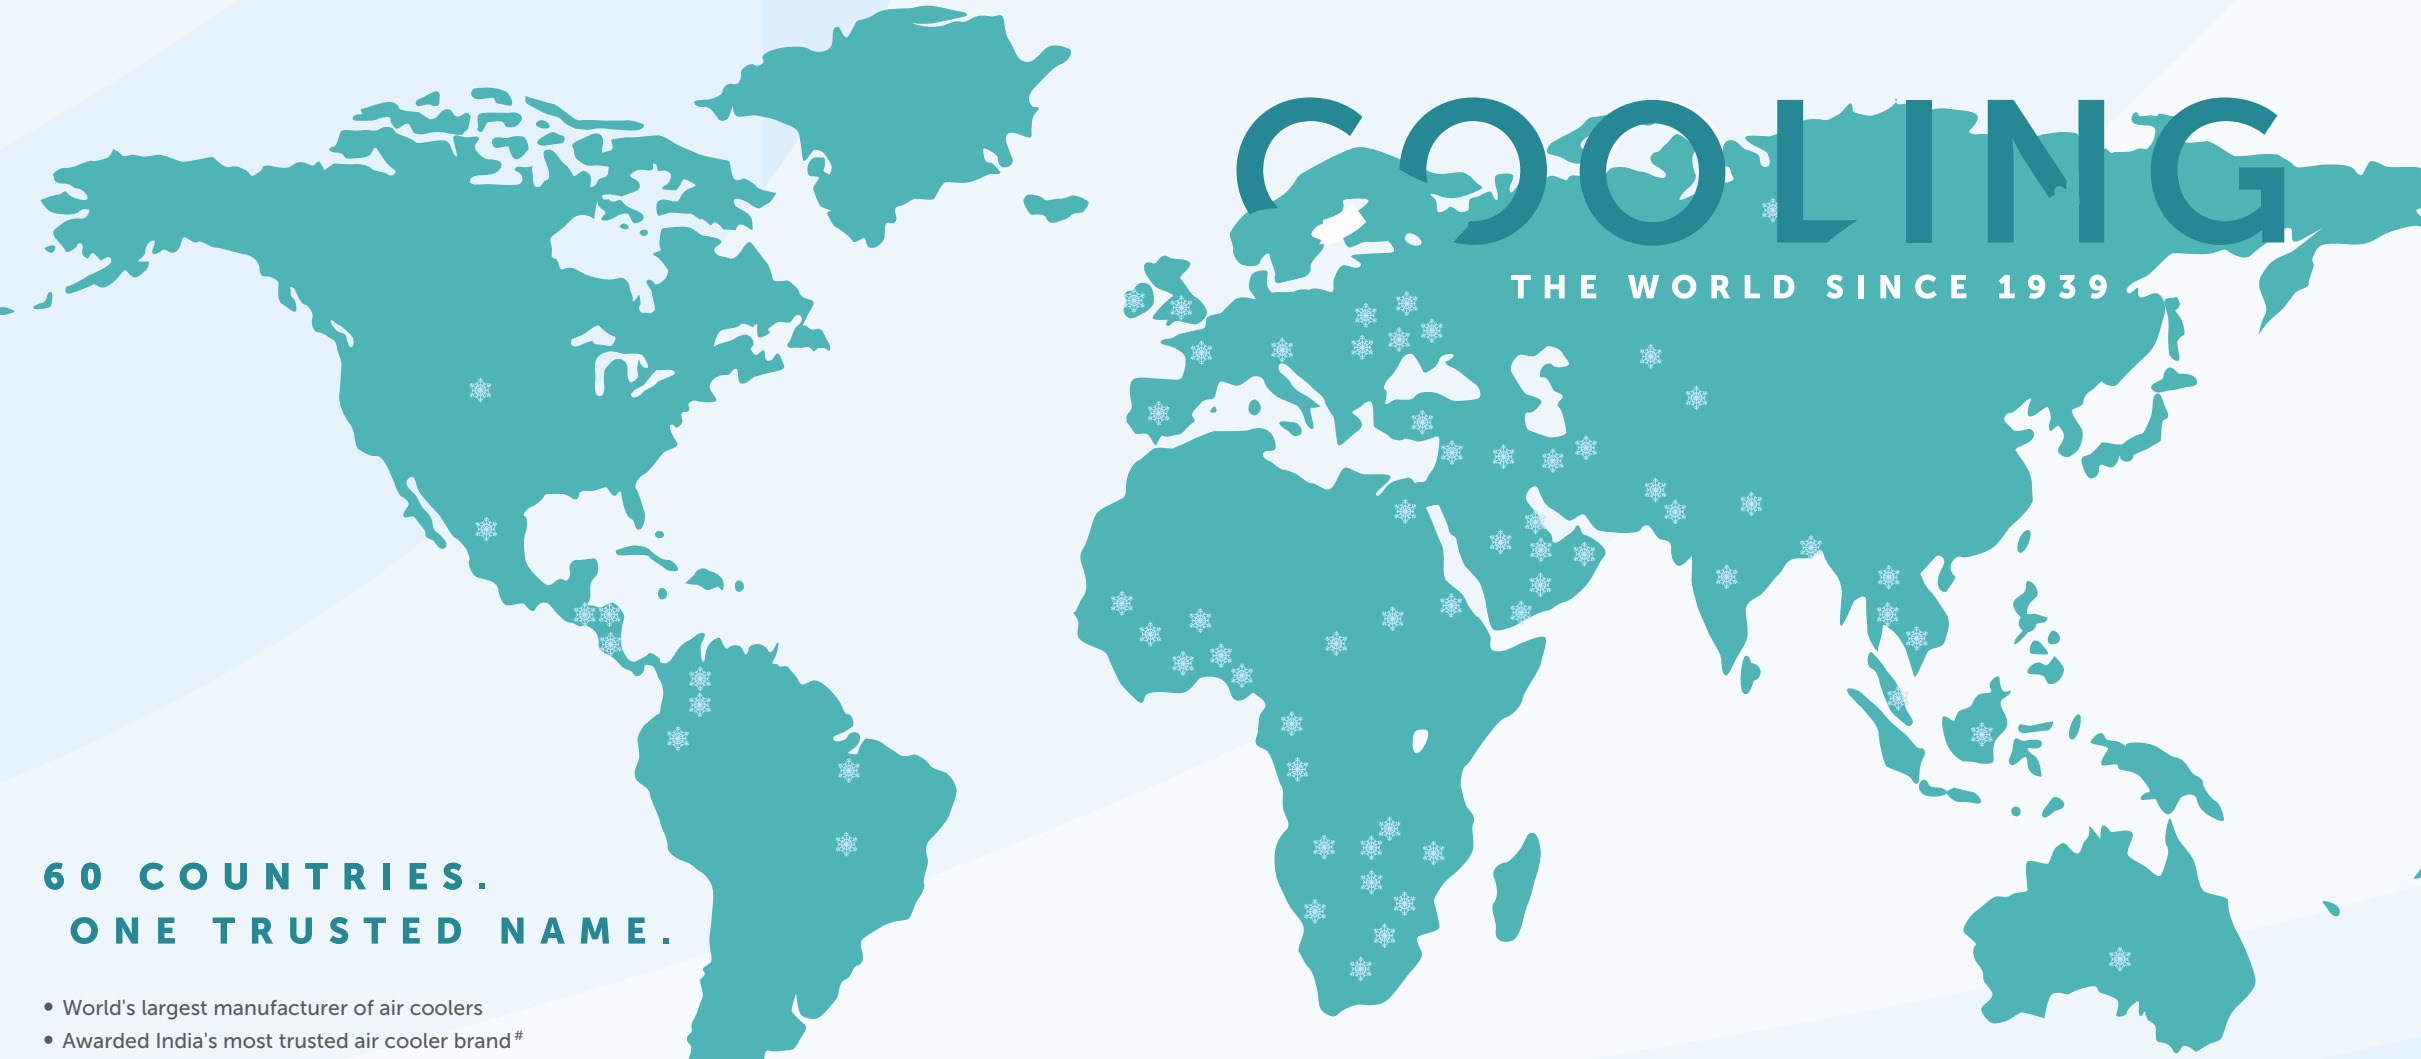 COOLING
THE WORLD SINCE 1939
60 COUNTRIES.
ONE TRUSTED NAME.
• World's largest manufacturer of air coolers
• Awarded India's most trusted air cooler brand#